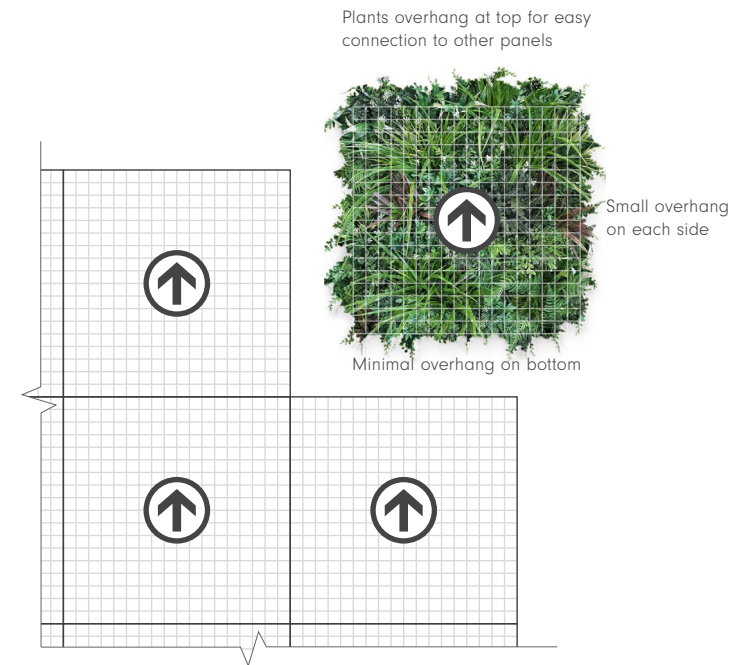 Plants overhang at top for easy
connection to other panels
Small overhang
on each side
Minimal overhang on bottom